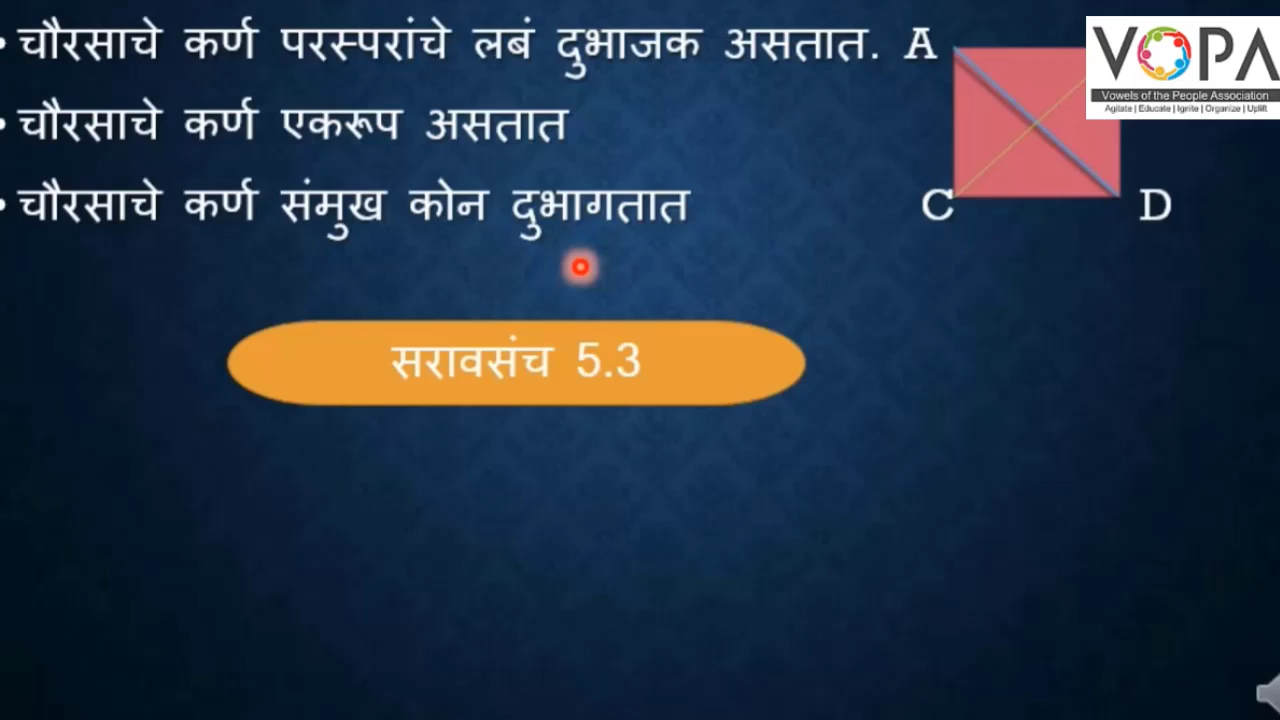 • चौरसाचे कर्ण परस्परांचे लबं दुभाजक असतात. A
• चौरसाचे कर्ण एकरूप असतात
• चौरसाचे कर्ण संमुख कोन दुभागतात
C D
सरावसंच 5.3
VOPA
Vowels of the People Association
Agitate | Educate | Ignite | Organize | Uplift